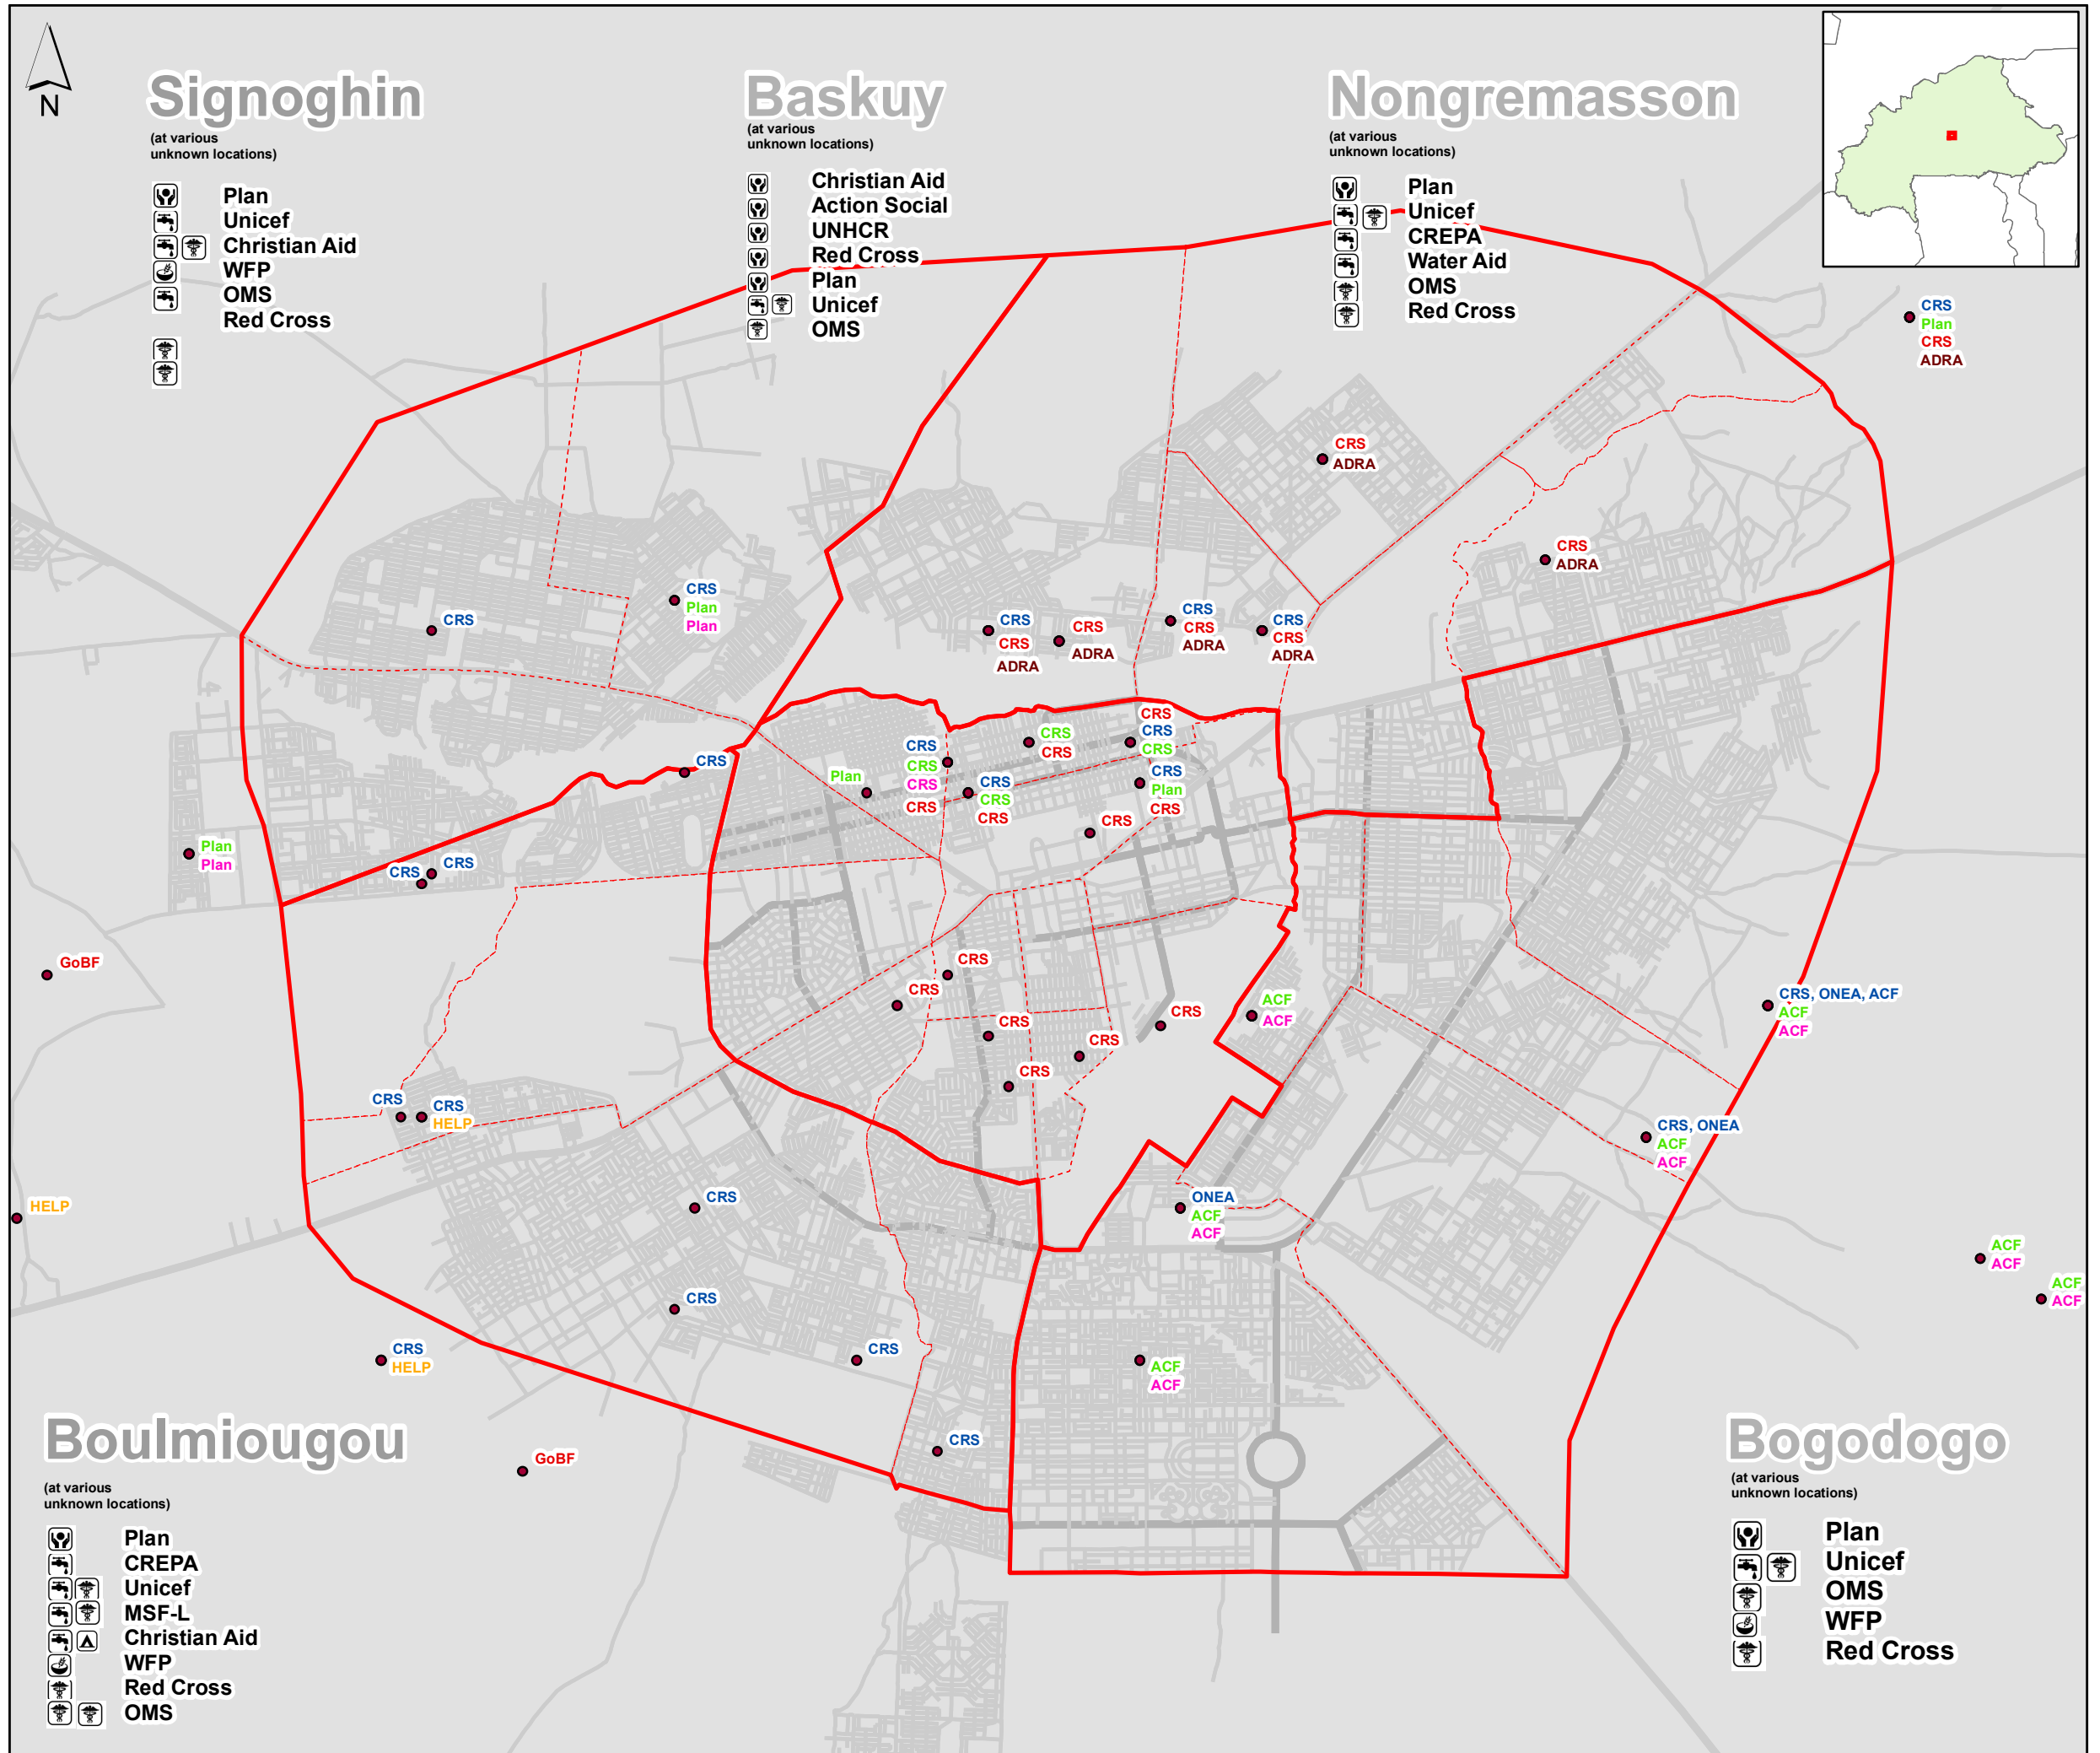 N
Signoghin
(at various
unknown locations)
Plan
Unicef
Christian Aid
WFP
OMS
Red Cross
Baskuy
(at various
unknown locations)
Christian Aid
Action Social
UNHCR
Red Cross
Plan
Unicef
OMS
Nongremasson
(at various
unknown locations)
Plan
Unicef
CREPA
Water Aid
OMS
Red Cross
CRS
Plan
CRS
ADRA
CRS
ADRA
CRS
ADRA
CRS
Plan
Plan
CRS
CRS
CRS
ADRA
CRS
ADRA
CRS
CRS
ADRA
CRS
CRS
ADRA
CRS
CRS
CRS
CRS
CRS
CRS
CRS
CRS
CRS
CRS
CRS
Plan
CRS
CRS
CRS
CRS
Plan
CRS
CRS
Plan
Plan
CRS
CRS
GoBF
CRS
CRS
CRS
CRS
CRS
CRS
ACF
ACF
CRS, ONEA, ACF
ACF
ACF
CRS
CRS
HELP
CRS, ONEA
ACF
ACF
HELP
CRS
ONEA
ACF
ACF
ACF
ACF
ACF
ACF
CRS
CRS
HELP
CRS
ACF
ACF
CRS
GoBF
Boulmiougou
(at various
unknown locations)
Plan
CREPA
Unicef
MSF-L
Christian Aid
WFP
Red Cross
OMS
Bogodogo
(at various
unknown locations)
Plan
Unicef
OMS
WFP
Red Cross